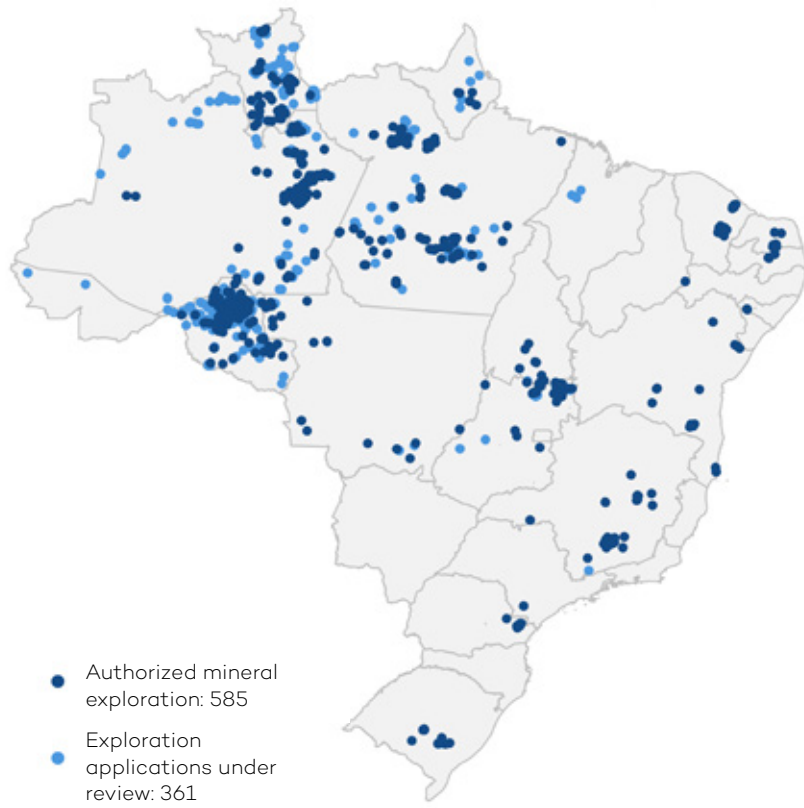 Authorized mineral
exploration: 585
Exploration
applications under
review: 361